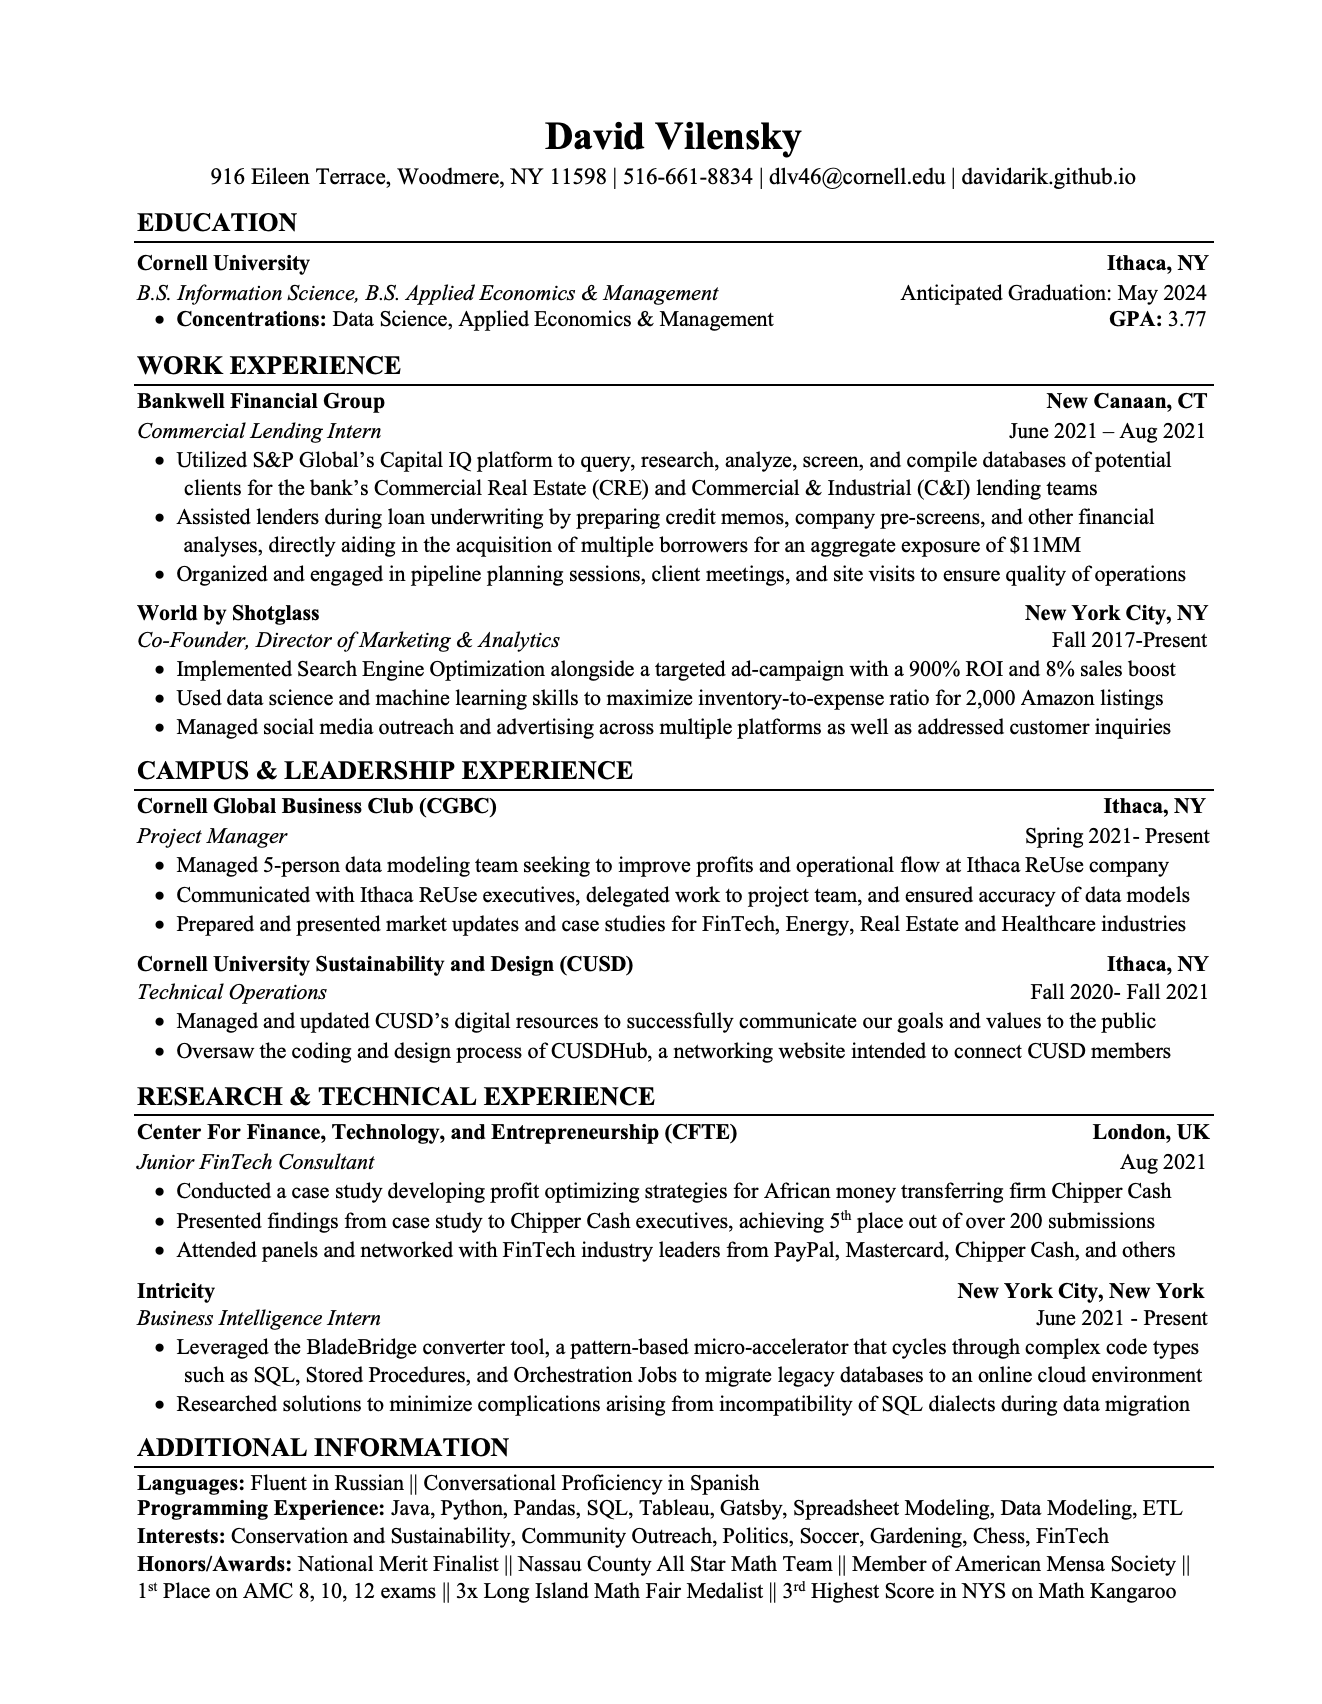 David Vilensky
916 Eileen Terrace, Woodmere, NY 11598 | 516-661-8834 | dlv46@cornell.edu | davidarik.github.io
EDUCATION
Cornell University Ithaca, NY
B.S. Information Science, B.S. Applied Economics & Management Anticipated Graduation: May 2024
• Concentrations: Data Science, Applied Economics & Management GPA: 3.77
WORK EXPERIENCE
Bankwell Financial Group New Canaan, CT
Commercial Lending Intern June 2021 – Aug 2021
• Utilized S&P Global’s Capital IQ platform to query, research, analyze, screen, and compile databases of potential
clients for the bank’s Commercial Real Estate (CRE) and Commercial & Industrial (C&I) lending teams
• Assisted lenders during loan underwriting by preparing credit memos, company pre-screens, and other financial
analyses, directly aiding in the acquisition of multiple borrowers for an aggregate exposure of $11MM
• Organized and engaged in pipeline planning sessions, client meetings, and site visits to ensure quality of operations
World by Shotglass New York City, NY
Co-Founder, Director of Marketing & Analytics Fall 2017-Present
• Implemented Search Engine Optimization alongside a targeted ad-campaign with a 900% ROI and 8% sales boost
• Used data science and machine learning skills to maximize inventory-to-expense ratio for 2,000 Amazon listings
• Managed social media outreach and advertising across multiple platforms as well as addressed customer inquiries
CAMPUS & LEADERSHIP EXPERIENCE
Cornell Global Business Club (CGBC) Ithaca, NY
Project Manager Spring 2021- Present
• Managed 5-person data modeling team seeking to improve profits and operational flow at Ithaca ReUse company
• Communicated with Ithaca ReUse executives, delegated work to project team, and ensured accuracy of data models
• Prepared and presented market updates and case studies for FinTech, Energy, Real Estate and Healthcare industries
Cornell University Sustainability and Design (CUSD) Ithaca, NY
Technical Operations Fall 2020- Fall 2021
• Managed and updated CUSD’s digital resources to successfully communicate our goals and values to the public
• Oversaw the coding and design process of CUSDHub, a networking website intended to connect CUSD members
RESEARCH & TECHNICAL EXPERIENCE
Center For Finance, Technology, and Entrepreneurship (CFTE) London, UK
Junior FinTech Consultant Aug 2021
• Conducted a case study developing profit optimizing strategies for African money transferring firm Chipper Cash
• Presented findings from case study to Chipper Cash executives, achieving 5th place out of over 200 submissions
• Attended panels and networked with FinTech industry leaders from PayPal, Mastercard, Chipper Cash, and others
Intricity New York City, New York
Business Intelligence Intern June 2021 - Present
• Leveraged the BladeBridge converter tool, a pattern-based micro-accelerator that cycles through complex code types
such as SQL, Stored Procedures, and Orchestration Jobs to migrate legacy databases to an online cloud environment
• Researched solutions to minimize complications arising from incompatibility of SQL dialects during data migration
ADDITIONAL INFORMATION
Languages: Fluent in Russian || Conversational Proficiency in Spanish
Programming Experience: Java, Python, Pandas, SQL, Tableau, Gatsby, Spreadsheet Modeling, Data Modeling, ETL
Interests: Conservation and Sustainability, Community Outreach, Politics, Soccer, Gardening, Chess, FinTech
Honors/Awards: National Merit Finalist || Nassau County All Star Math Team || Member of American Mensa Society ||
1st Place on AMC 8, 10, 12 exams || 3x Long Island Math Fair Medalist || 3rd Highest Score in NYS on Math Kangaroo